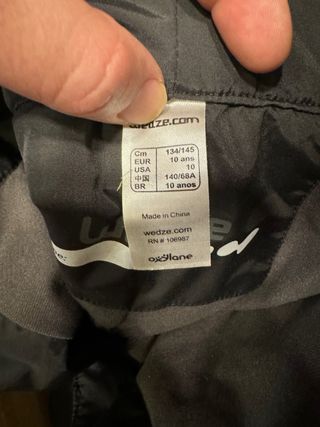 wedze.com
Cm 134/145
EUR 10 ans
USA 10
中国 140/68A
BR 10 anos
Made in China
wedze.com
RN # 106987
oxylane